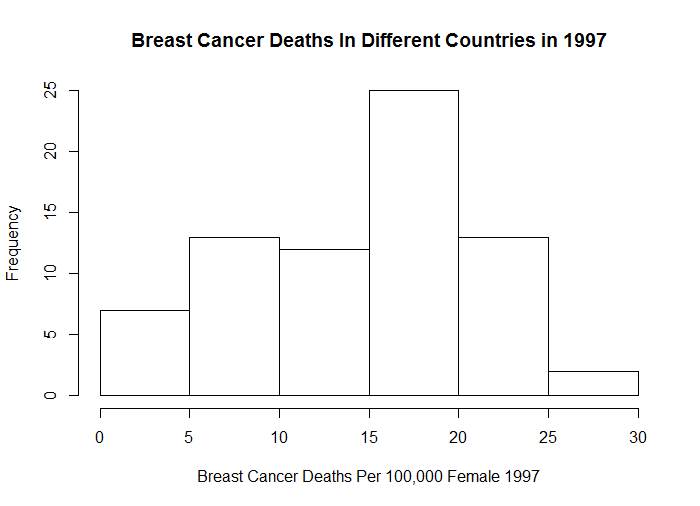 Breast Cancer Deaths In Different Countries in 1997
Frequency
25
20
15
10
5
0
0 5 10 15 20 25 30
Breast Cancer Deaths Per 100,000 Female 1997